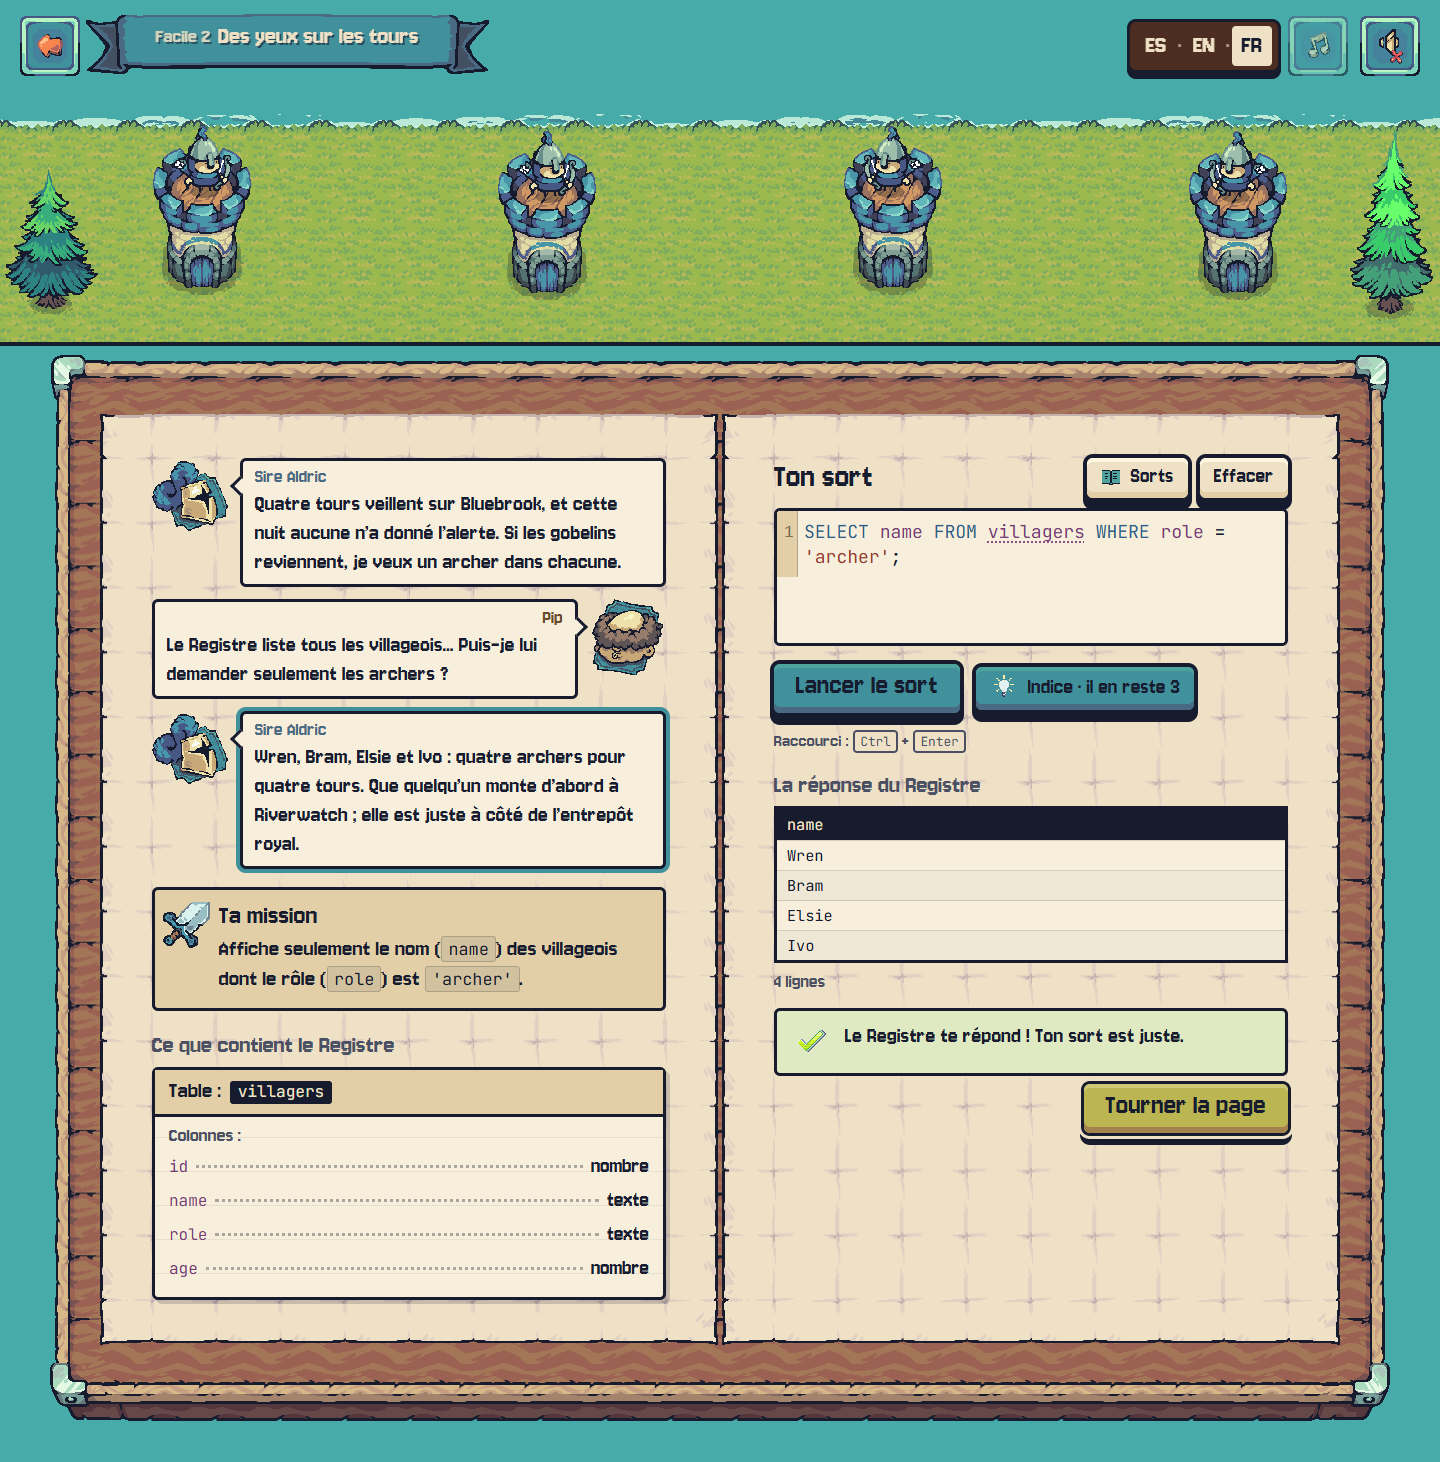 Facile 2 Des yeux sur les tours
ES · EN · FR
Sire Aldric
Quatre tours veillent sur Bluebrook, et cette
nuit aucune n'a donné l'alerte. Si les gobelins
reviennent, je veux un archer dans chacune.
Pip
Le Registre liste tous les villageois... Puis-je lui
demander seulement les archers ?
Sire Aldric
Wren, Bram, Elsie et Ivo : quatre archers pour
quatre tours. Que quelqu'un monte d'abord à
Riverwatch ; elle est juste à côté de l'entrepôt
royal.
Ta mission
Affiche seulement le nom ( name ) des villageois
dont le rôle ( role ) est 'archer' .
Ce que contient le Registre
Table : villagers
Colonnes :
id nombre
name texte
role texte
age nombre
Ton sort
Sorts
Effacer
1 SELECT name FROM villagers WHERE role =
'archer';
Lancer le sort
Indice · il en reste 3
Raccourci : Ctrl + Enter
La réponse du Registre
name
Wren
Bram
Elsie
Ivo
4 lignes
Le Registre te répond ! Ton sort est juste.
Tourner la page